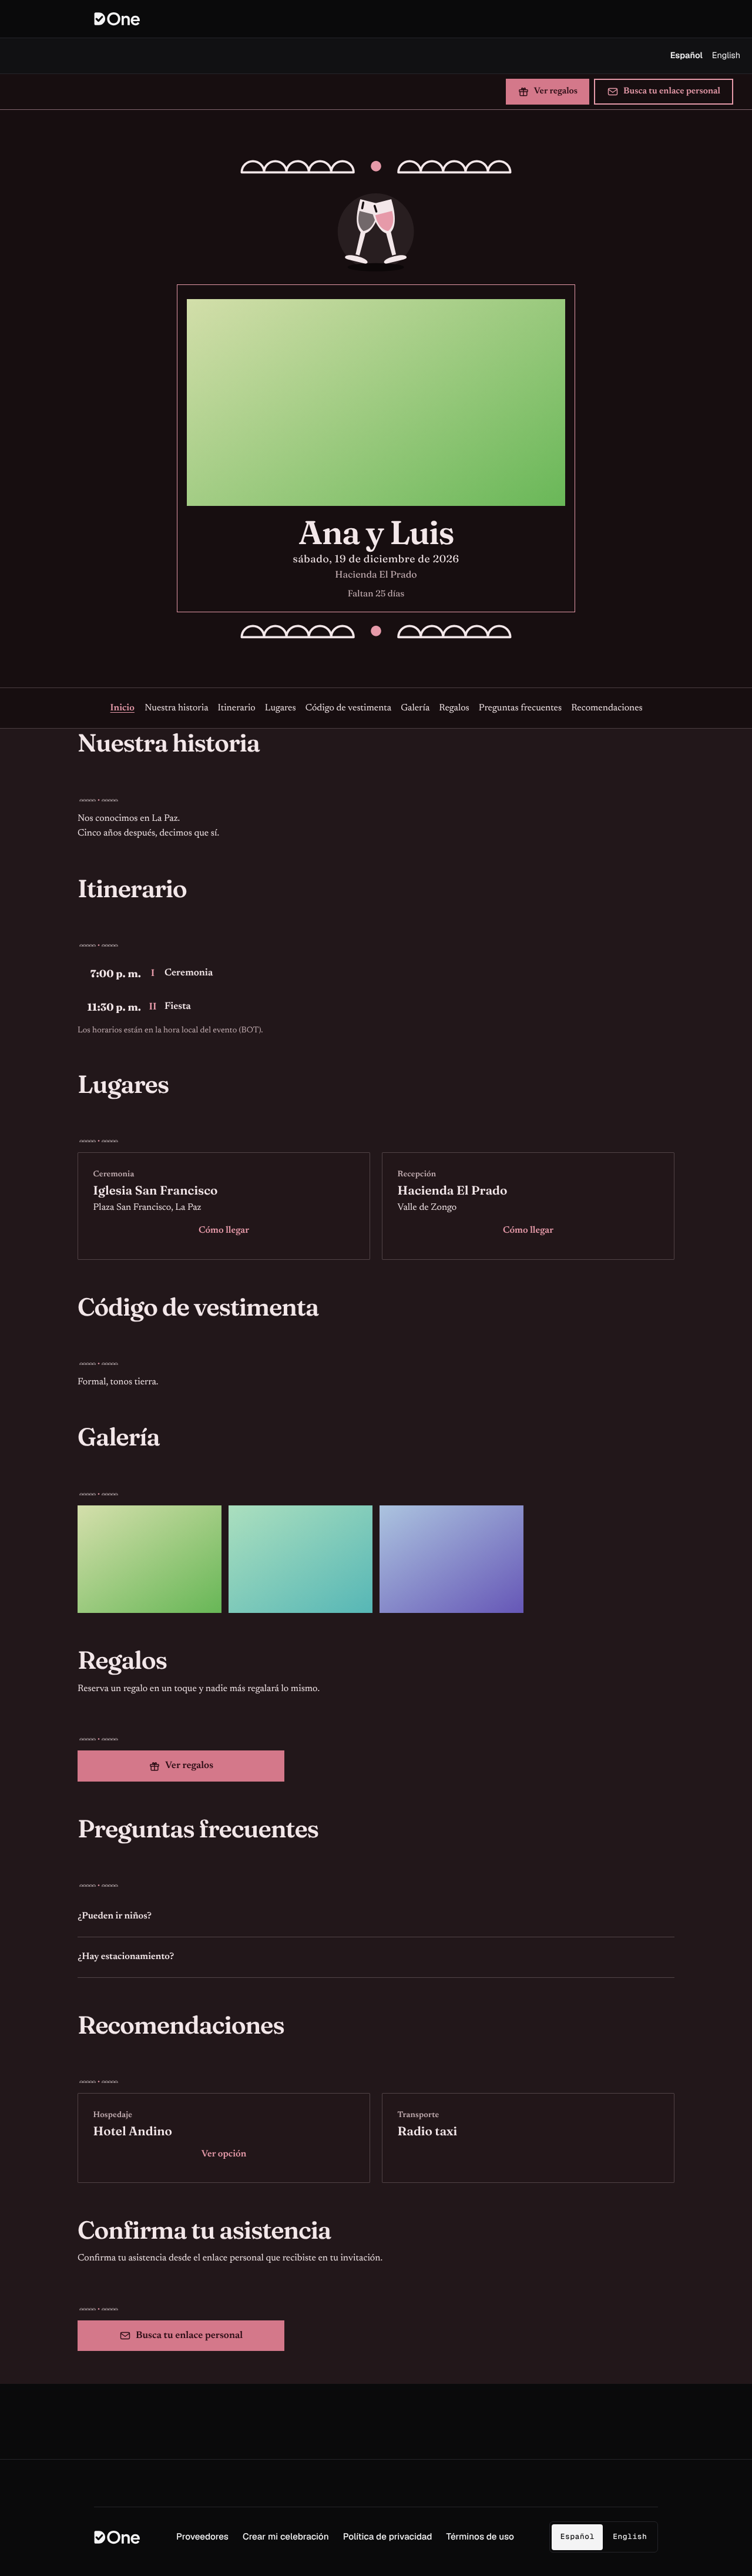 One
Español English
Ver regalos Busca tu enlace personal
Ana y Luis
sábado, 19 de diciembre de 2026
Hacienda El Prado
Faltan 25 días
Inicio Nuestra historia Itinerario Lugares Código de vestimenta Galería Regalos Preguntas frecuentes Recomendaciones
Nuestra historia
Nos conocimos en La Paz.
Cinco años después, decimos que sí.
Itinerario
7:00 p. m. I Ceremonia
11:30 p. m. II Fiesta
Los horarios están en la hora local del evento (BOT).
Lugares
Ceremonia
Iglesia San Francisco
Plaza San Francisco, La Paz
Cómo llegar
Recepción
Hacienda El Prado
Valle de Zongo
Cómo llegar
Código de vestimenta
Formal, tonos tierra.
Galería
Regalos
Reserva un regalo en un toque y nadie más regalará lo mismo.
Ver regalos
Preguntas frecuentes
¿Pueden ir niños?
¿Hay estacionamiento?
Recomendaciones
Hospedaje
Hotel Andino
Ver opción
Transporte
Radio taxi
Confirma tu asistencia
Confirma tu asistencia desde el enlace personal que recibiste en tu invitación.
Busca tu enlace personal
One
Proveedores Crear mi celebración Política de privacidad Términos de uso Español English